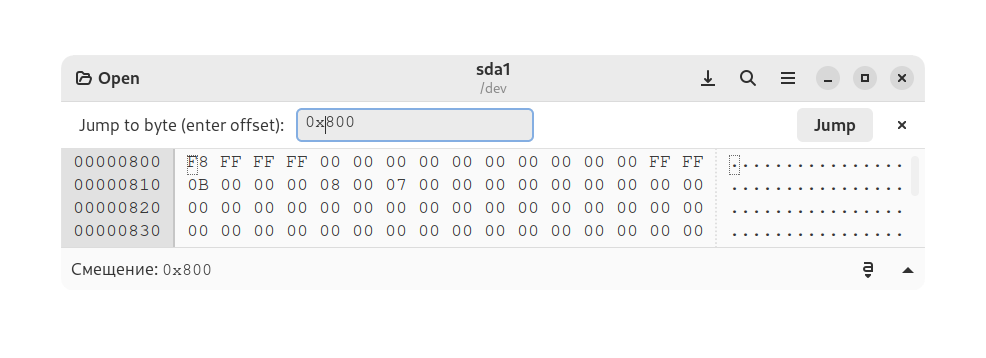 Open
sda1
/dev
Jump to byte (enter offset): 0x800 Jump
00000800 F8 FF FF FF 00 00 00 00 00 00 00 00 00 00 FF FF ................
00000810 0B 00 00 00 08 00 07 00 00 00 00 00 00 00 00 00 ................
00000820 00 00 00 00 00 00 00 00 00 00 00 00 00 00 00 00 ................
00000830 00 00 00 00 00 00 00 00 00 00 00 00 00 00 00 00 ................
Смещение: 0x800 a